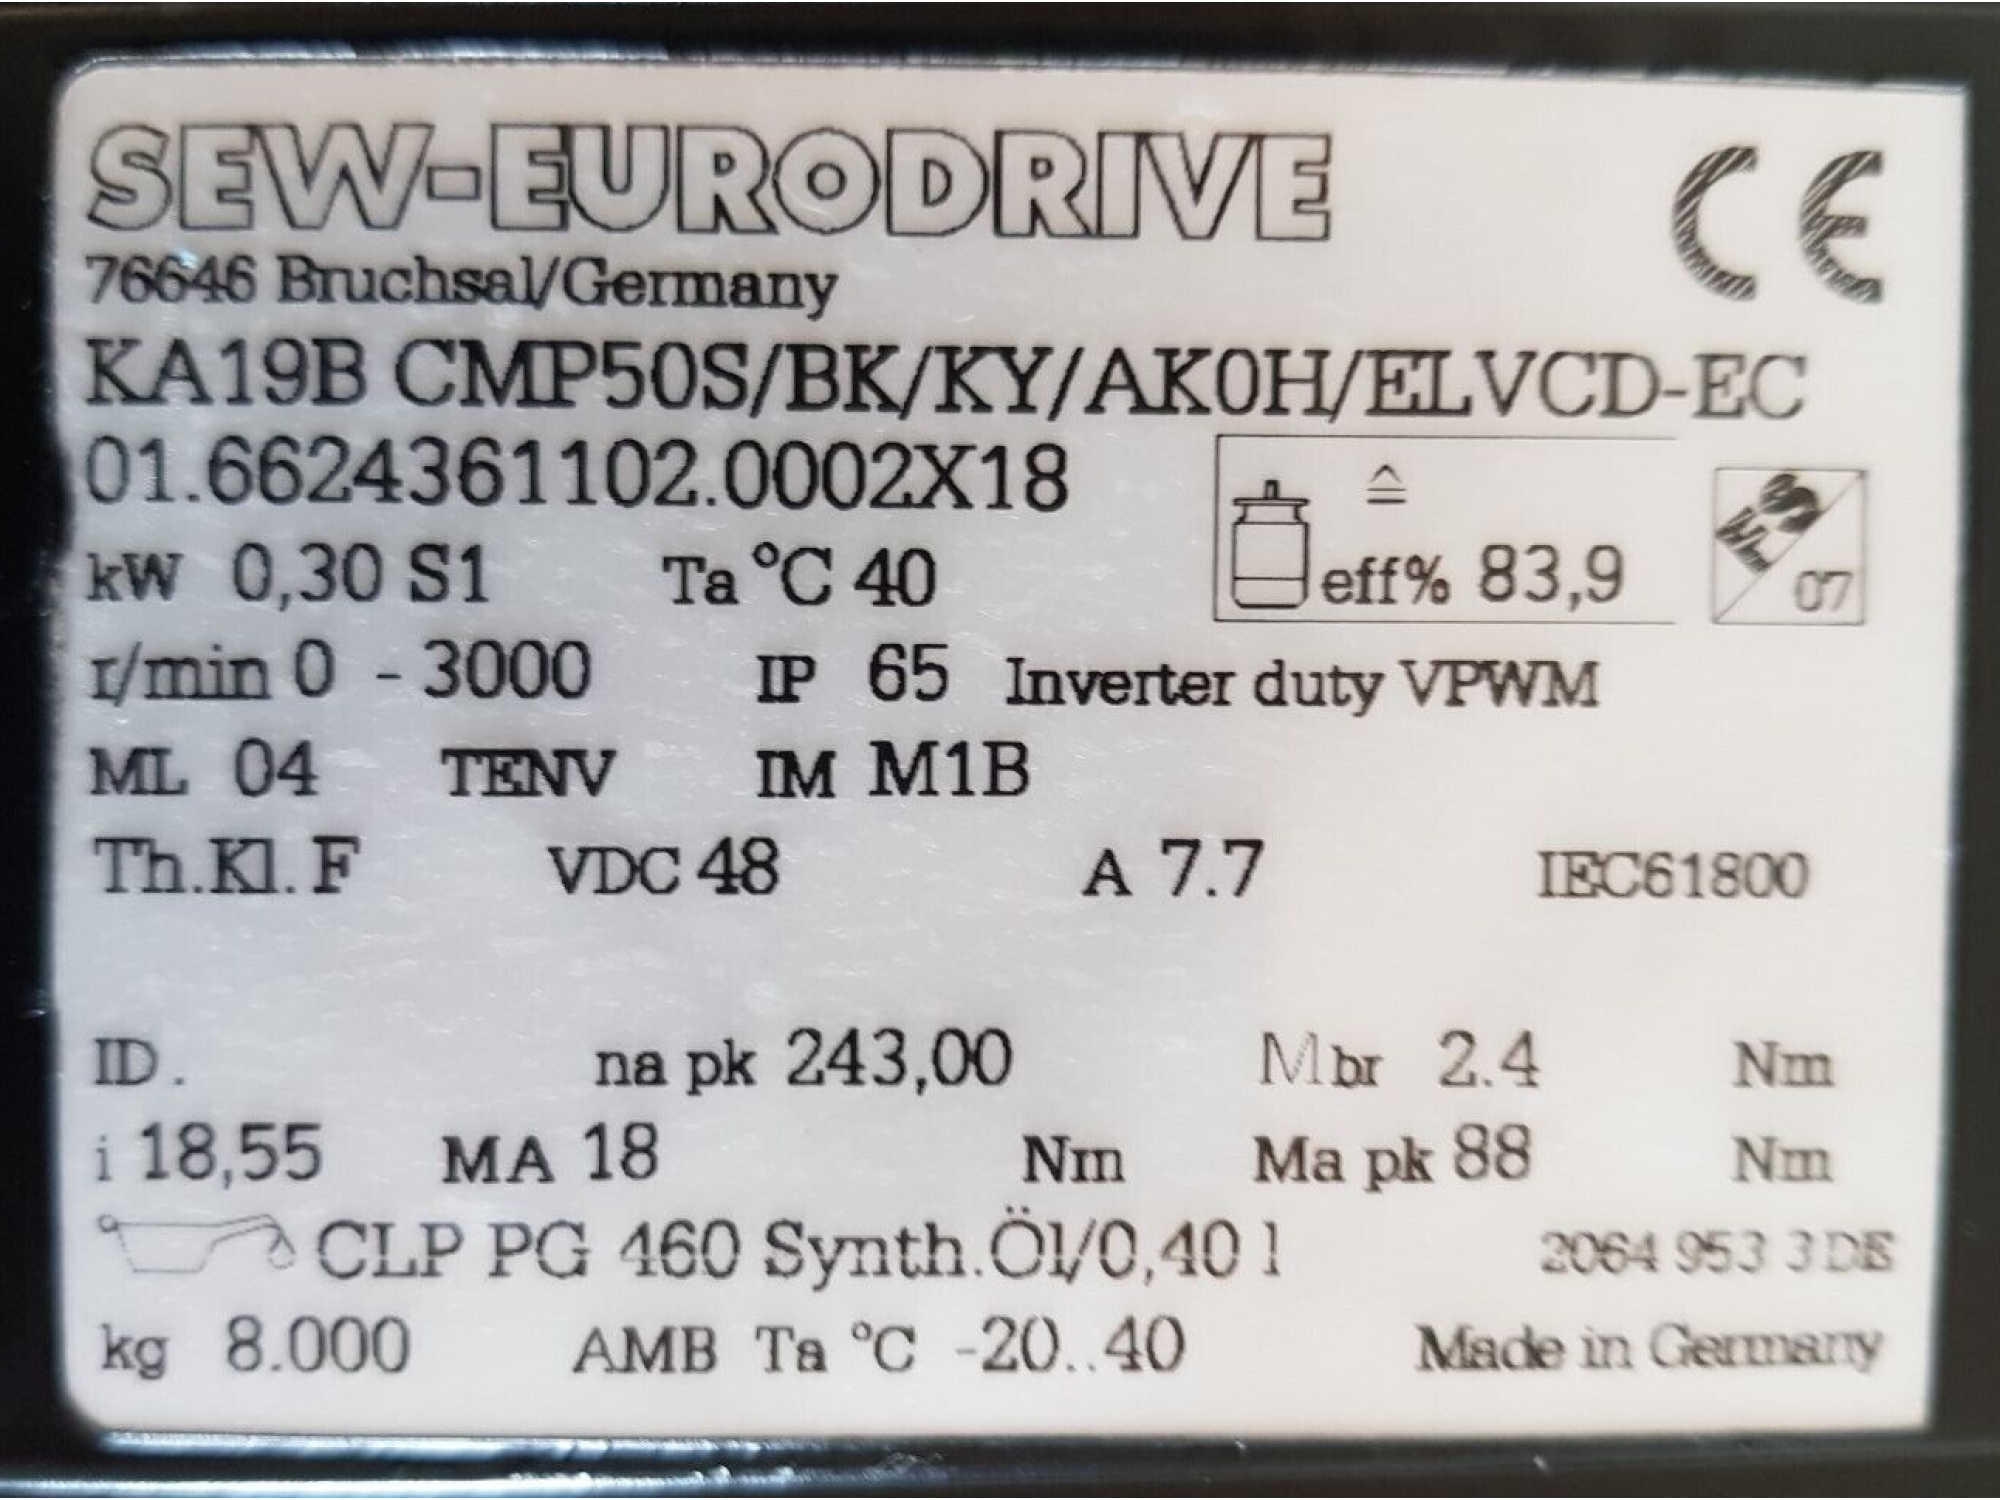 SEW-EURODRIVE
CE
76646 Bruchsal/Germany
KA19B CMP50S/BK/KY/AK0H/ELVCD-EC
01.6624361102.0002X18
kW 0,30 S1 Ta °C 40 ≙ eff% 83,9 07
r/min 0 - 3000 IP 65 Inverter duty VPWM
ML 04 TENV IM M1B
Th.Kl. F VDC 48 A 7.7 IEC61800
ID. na pk 243,00 Mbr 2.4 Nm
i 18,55 MA 18 Nm Ma pk 88 Nm
CLP PG 460 Synth.Öl/0,40 l 2064 953 3 DE
kg 8.000 AMB Ta °C -20..40 Made in Germany